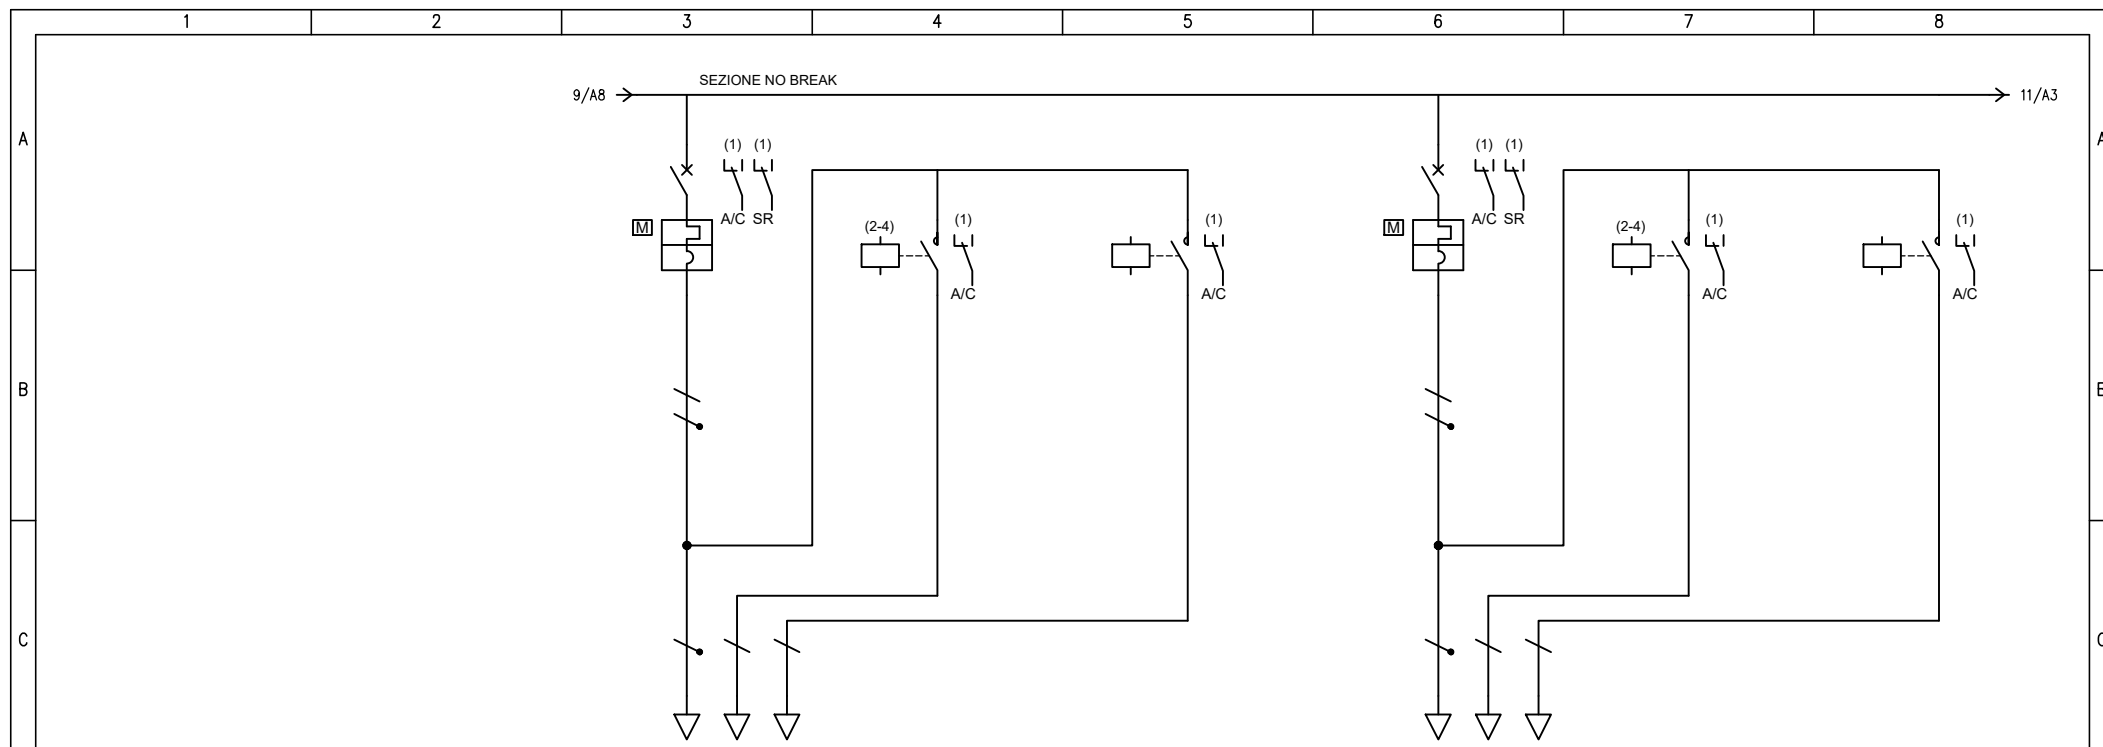 1 2 3 4 5 6 7 8
SEZIONE NO BREAK
9/A8 11/A3
A A
(1) (1) (1) (1)
A/C SR A/C SR
M (2-4) (1) (1) M (2-4) (1) (1)
A/C A/C A/C A/C
B
C